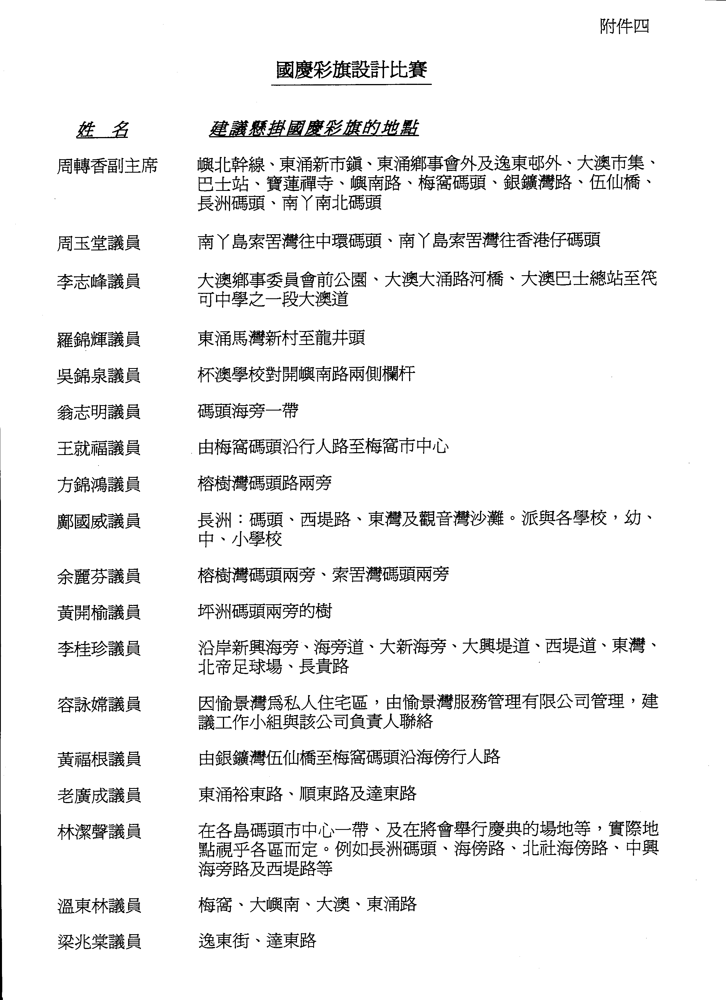 附件四
國慶彩旗設計比賽
姓 名 建議懸掛國慶彩旗的地點
周轉香副主席 嶼北幹線、東涌新市鎮、東涌鄉事會外及逸東邨外、大澳市集、
巴士站、寶蓮禪寺、嶼南路、梅窩碼頭、銀鑛灣路、伍仙橋、
長洲碼頭、南丫南北碼頭
周玉堂議員 南丫島索罟灣往中環碼頭、南丫島索罟灣往香港仔碼頭
李志峰議員 大澳鄉事委員會前公園、大澳大涌路河橋、大澳巴士總站至筏
可中學之一段大澳道
羅錦輝議員 東涌馬灣新村至龍井頭
吳錦泉議員 杯澳學校對開嶼南路兩側欄杆
翁志明議員 碼頭海旁一帶
王就福議員 由梅窩碼頭沿行人路至梅窩市中心
方錦鴻議員 榕樹灣碼頭路兩旁
鄺國威議員 長洲：碼頭、西堤路、東灣及觀音灣沙灘。派與各學校，幼、
中、小學校
余麗芬議員 榕樹灣碼頭兩旁、索罟灣碼頭兩旁
黃開榆議員 坪洲碼頭兩旁的樹
李桂珍議員 沿岸新興海旁、海旁道、大新海旁、大興堤道、西堤道、東灣、
北帝足球場、長貴路
容詠嫦議員 因愉景灣爲私人住宅區，由愉景灣服務管理有限公司管理，建
議工作小組與該公司負責人聯絡
黃福根議員 由銀鑛灣伍仙橋至梅窩碼頭沿海傍行人路
老廣成議員 東涌裕東路、順東路及達東路
林潔聲議員 在各島碼頭市中心一帶、及在將會舉行慶典的場地等，實際地
點視乎各區而定。例如長洲碼頭、海傍路、北社海傍路、中興
海旁路及西堤路等
溫東林議員 梅窩、大嶼南、大澳、東涌路
梁兆棠議員 逸東街、達東路